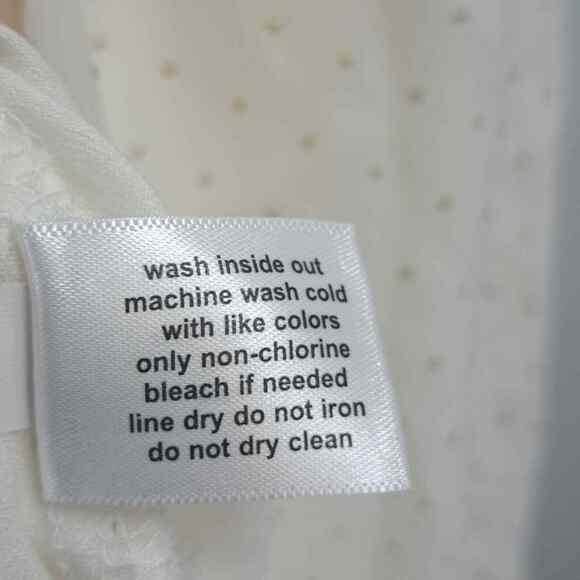 wash inside out
machine wash cold
with like colors
only non-chlorine
bleach if needed
line dry do not iron
do not dry clean